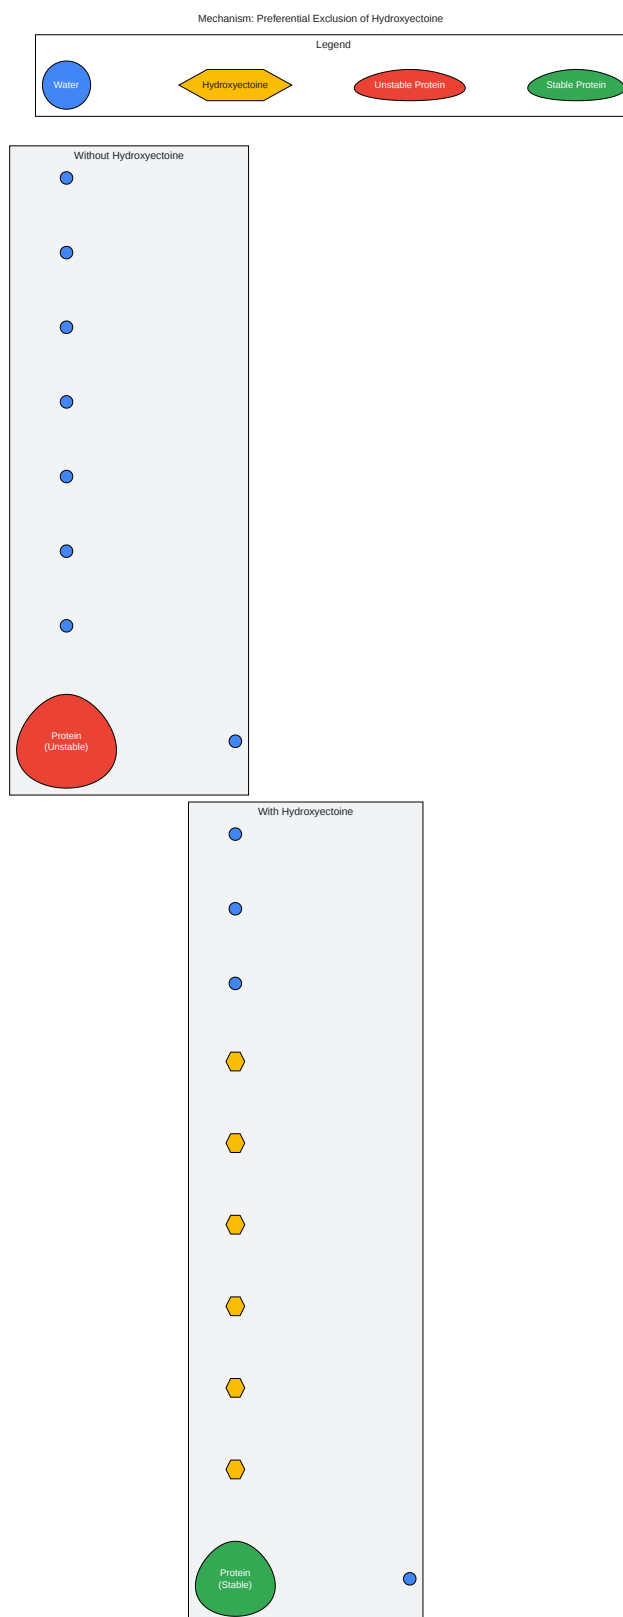 Mechanism: Preferential Exclusion of Hydroxyectoine
Legend
Water
Hydroxyectoine
Unstable Protein
Stable Protein
Without Hydroxyectoine
Protein
(Unstable)
With Hydroxyectoine
Protein
(Stable)